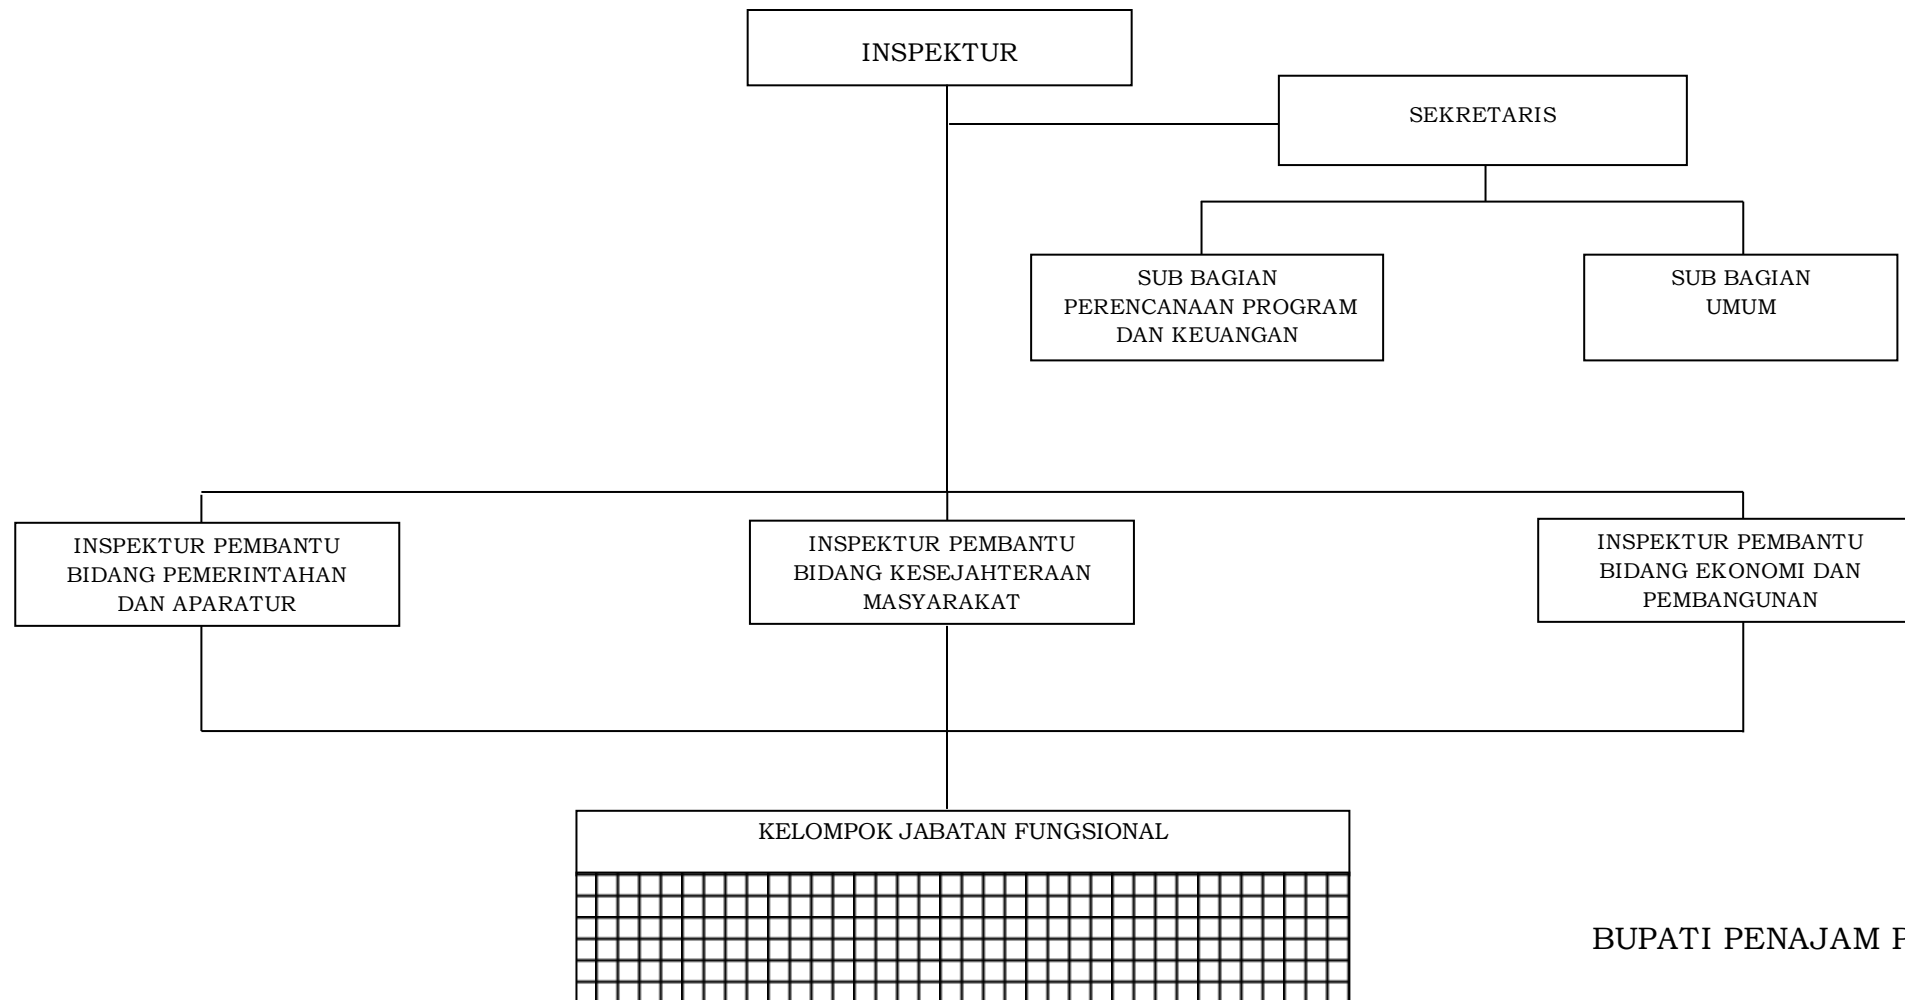 INSPEKTUR
SEKRETARIS
SUB BAGIAN
PERENCANAAN PROGRAM
DAN KEUANGAN
SUB BAGIAN
UMUM
INSPEKTUR PEMBANTU
BIDANG PEMERINTAHAN
DAN APARATUR
INSPEKTUR PEMBANTU
BIDANG KESEJAHTERAAN
MASYARAKAT
INSPEKTUR PEMBANTU
BIDANG EKONOMI DAN
PEMBANGUNAN
KELOMPOK JABATAN FUNGSIONAL
BUPATI PENAJAM P